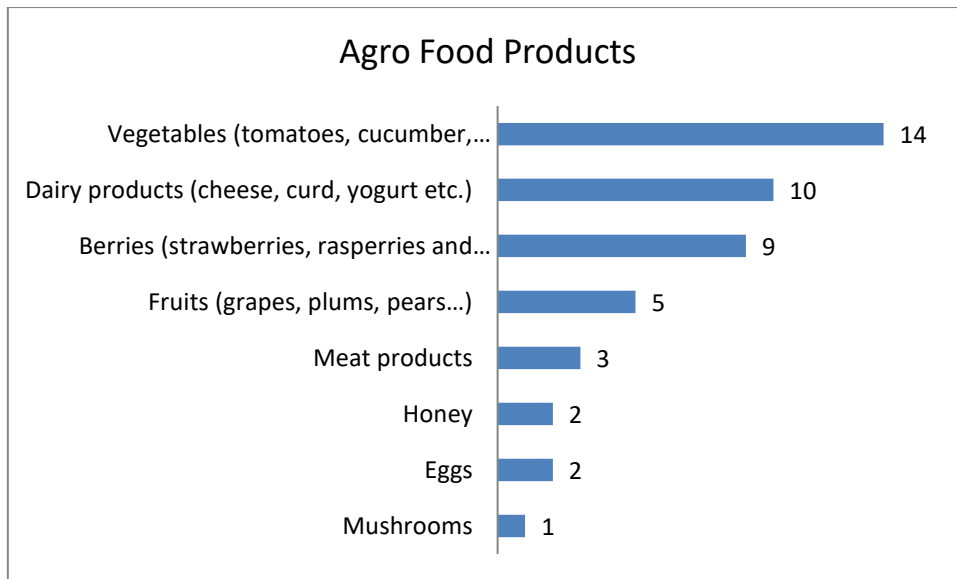 Agro Food Products
Vegetables (tomatoes, cucumber,... 14
Dairy products (cheese, curd, yogurt etc.) 10
Berries (strawberries, rasperries and... 9
Fruits (grapes, plums, pears...) 5
Meat products 3
Honey 2
Eggs 2
Mushrooms 1